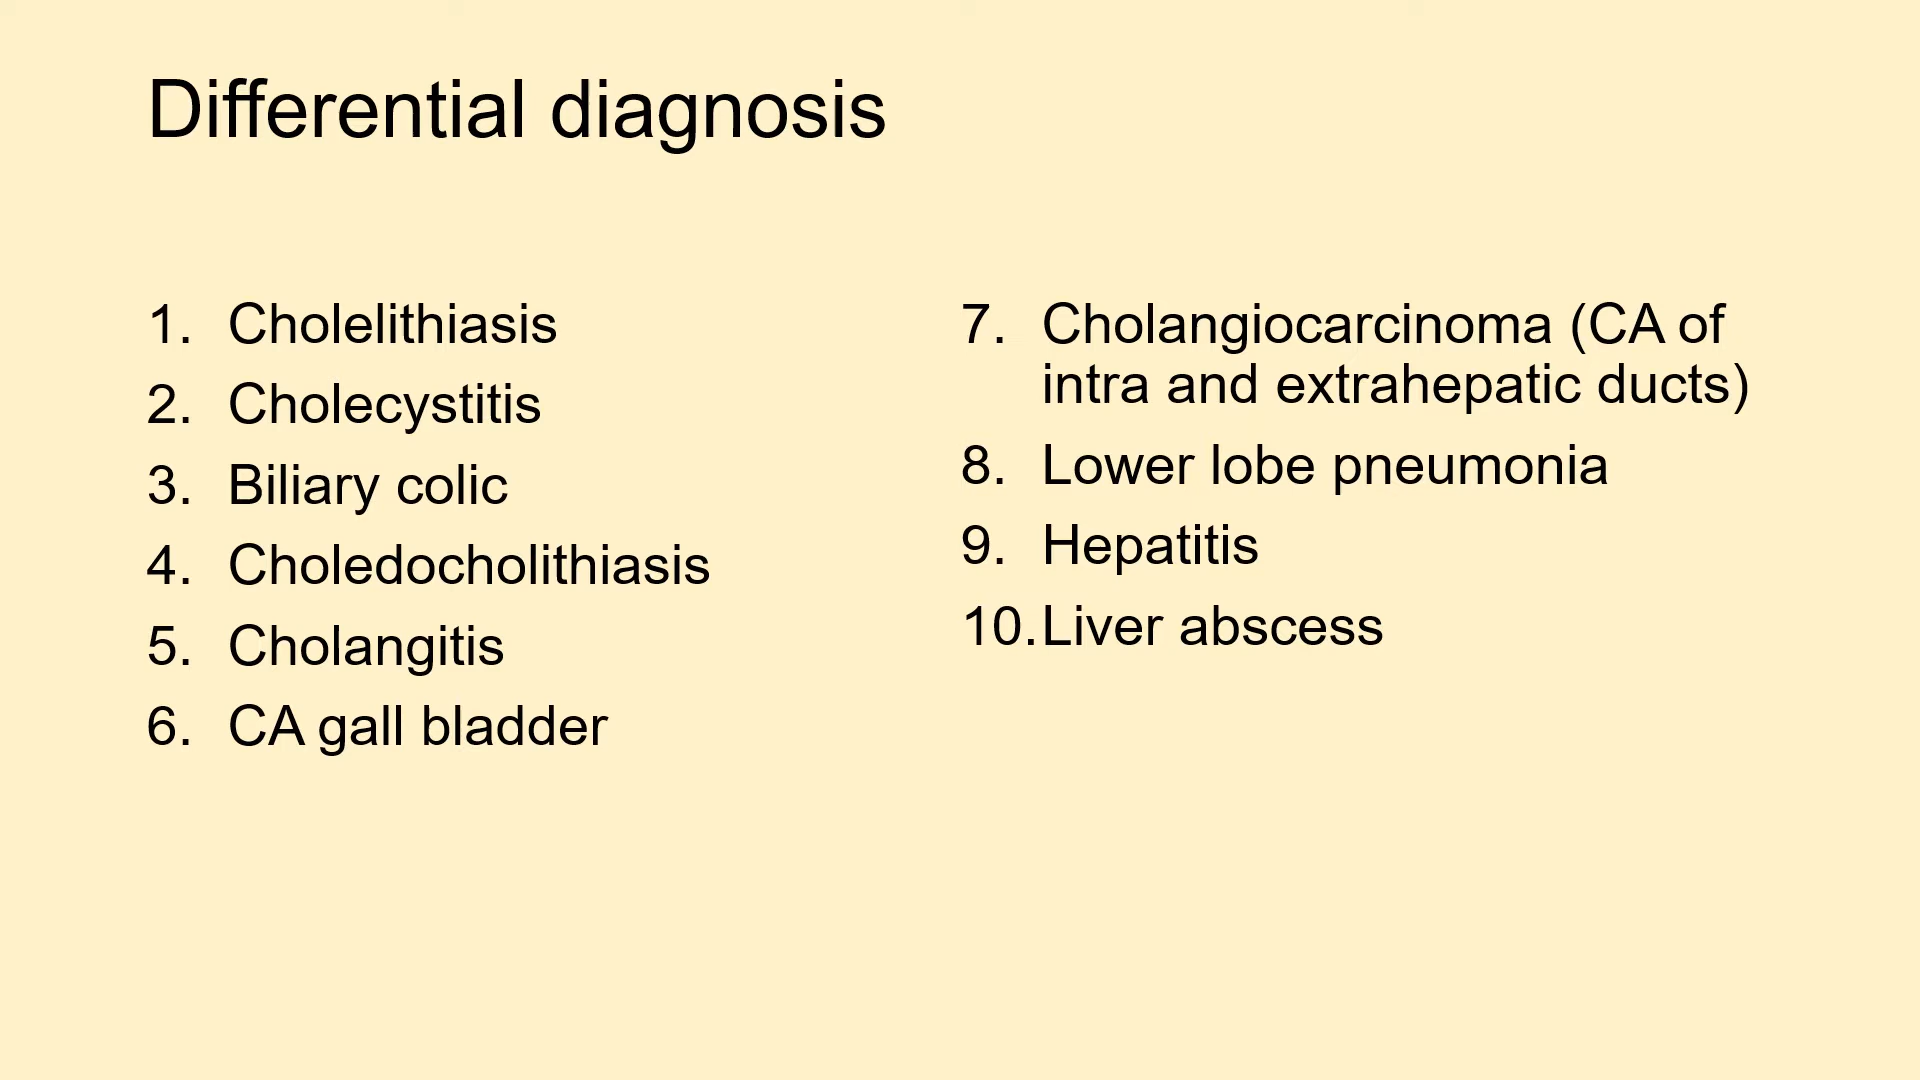 Differential diagnosis
1. Cholelithiasis
2. Cholecystitis
3. Biliary colic
4. Choledocholithiasis
5. Cholangitis
6. CA gall bladder
7. Cholangiocarcinoma (CA of
intra and extrahepatic ducts)
8. Lower lobe pneumonia
9. Hepatitis
10. Liver abscess